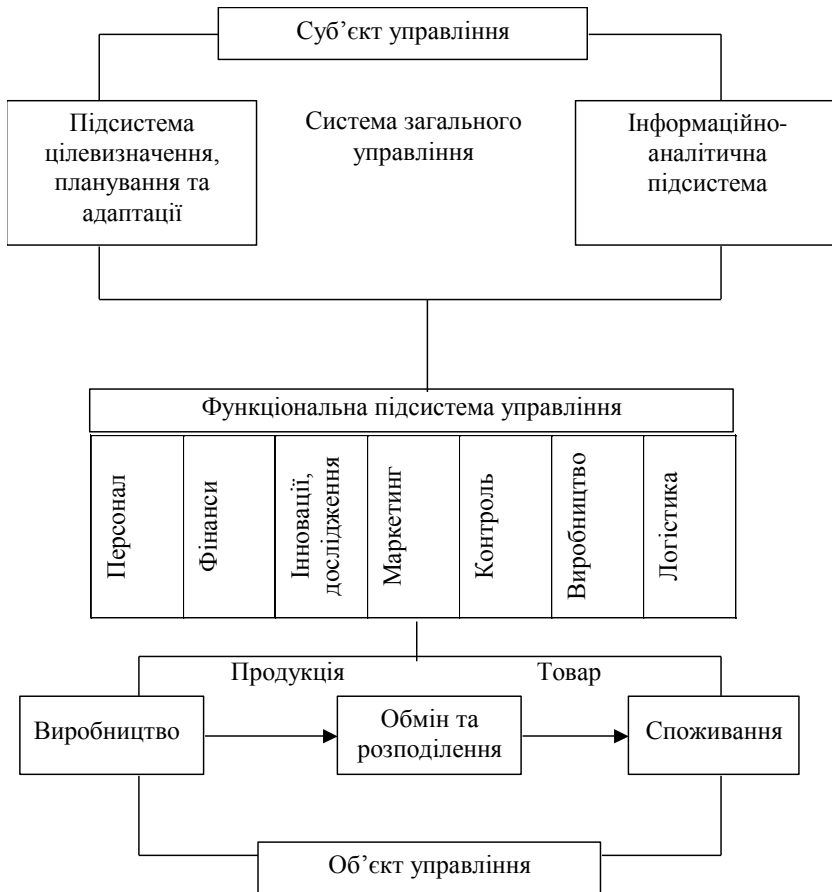 Суб’єкт управління
Підсистема
цілевизначення,
планування та
адаптації
Система загального
управління
Інформаційно-
аналітична
підсистема
Функціональна підсистема управління
Персонал
Фінанси
Інновації,
дослідження
Маркетинг
Контроль
Виробництво
Логістика
Продукція
Товар
Виробництво
Обмін та
розподілення
Споживання
Об’єкт управління